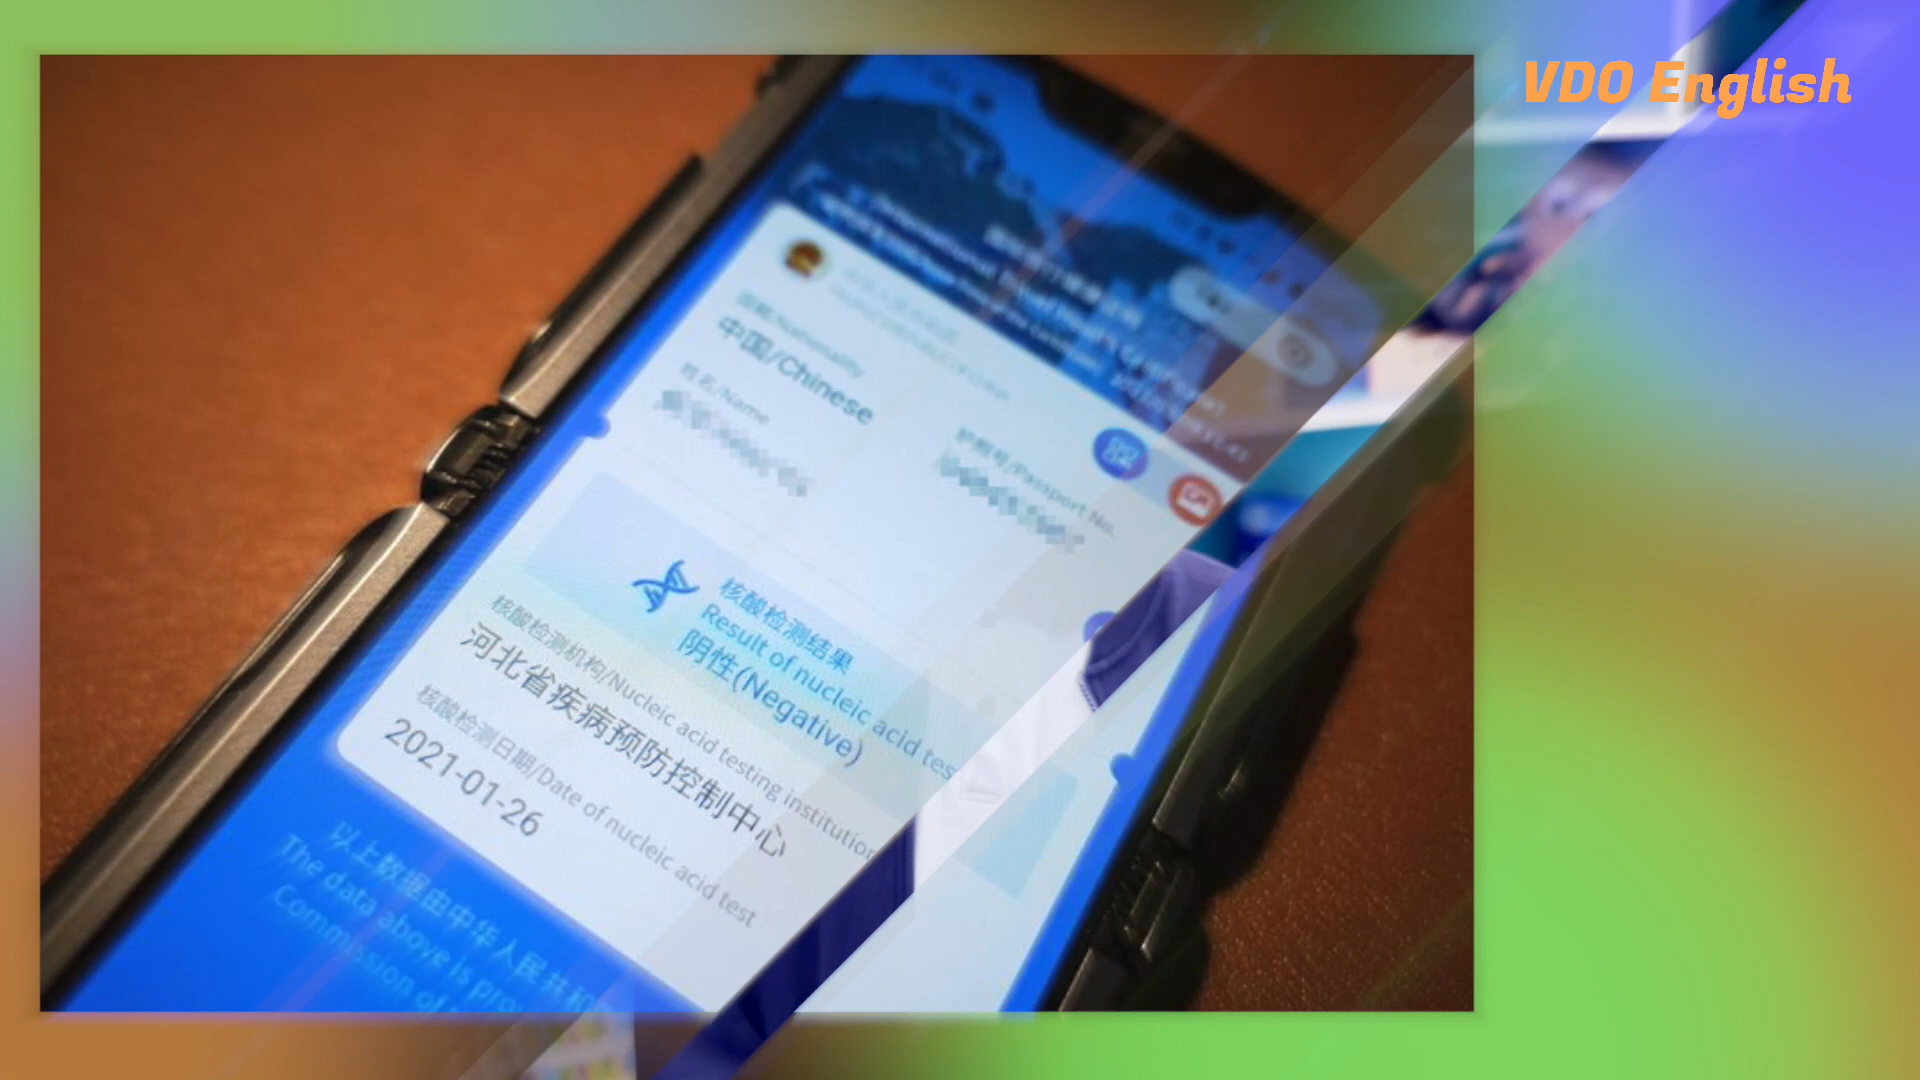 VDO English
国籍/Nationality
中国/Chinese
姓名/Name
护照号/Passport No.
核酸检测结果
Result of nucleic acid test
阴性(Negative)
核酸检测机构/Nucleic acid testing institution
河北省疾病预防控制中心
核酸检测日期/Date of nucleic acid test
2021-01-26
以上数据由中华人民共和
The data above is pro
Commission of